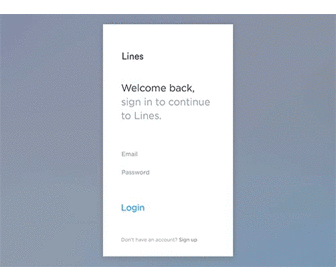 Lines
Welcome back,
sign in to continue
to Lines.
Email
Password
Login
Don't have an account? Sign up